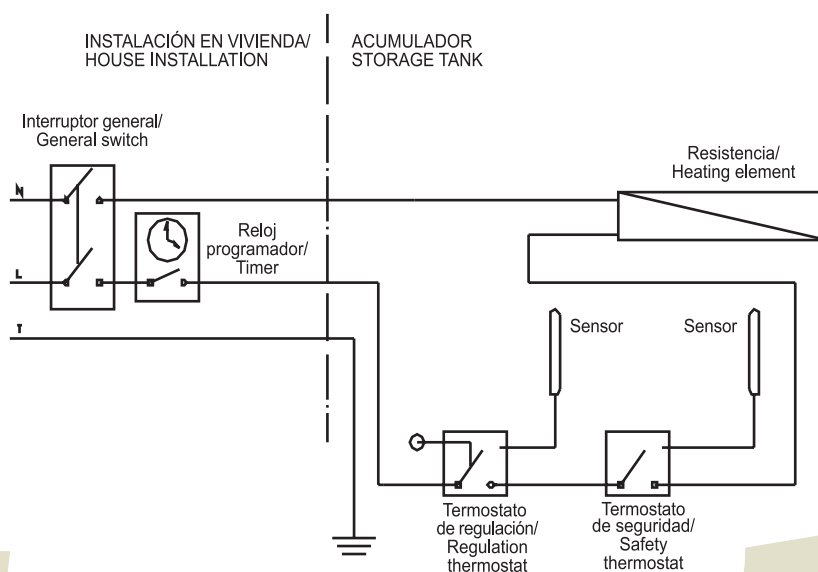 INSTALACIÓN EN VIVIENDA/
HOUSE INSTALLATION
ACUMULADOR
STORAGE TANK
Interruptor general/
General switch
Resistencia/
Heating element
N
Reloj
programador/
Timer
L
T
Sensor
Sensor
Termostato
de regulación/
Regulation
thermostat
Termostato
de seguridad/
Safety
thermostat